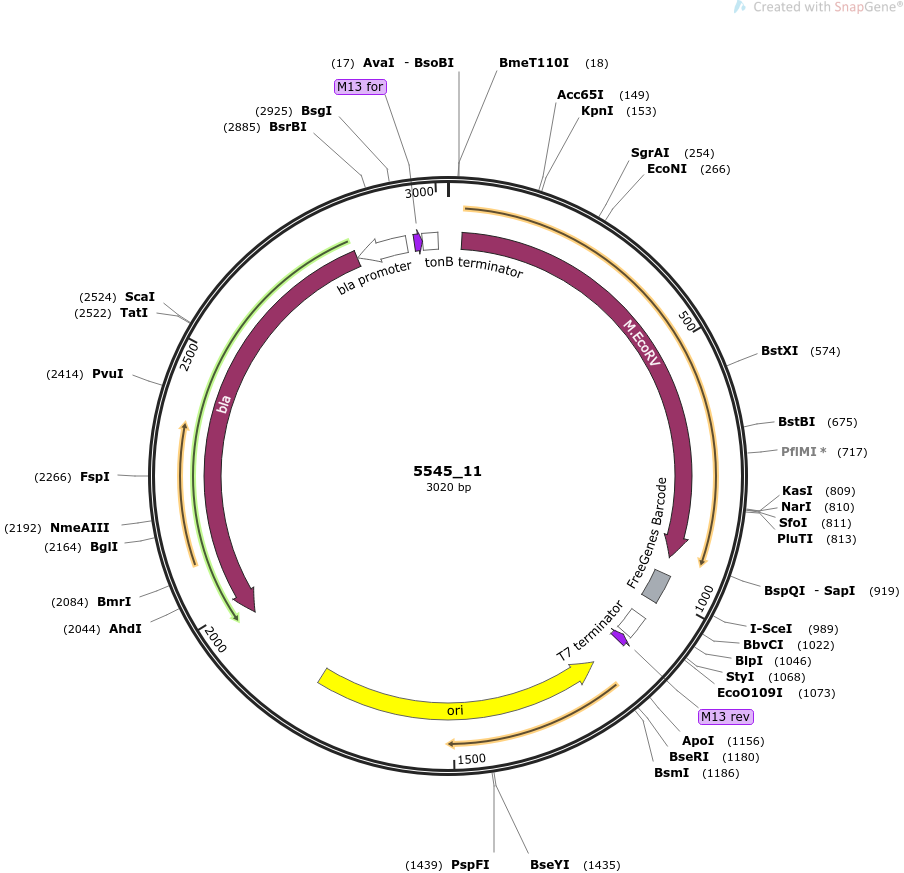 Created with SnapGene®
(17) AvaI - BsoBI
BmeT110I (18)
M13 for
Acc65I (149)
KpnI (153)
(2925) BsgI
(2885) BsrBI
SgrAI (254)
EcoNI (266)
3000
bla promoter
tonB terminator
(2524) ScaI
(2522) TatI
500
M.EcoRV
2500
BstXI (574)
(2414) PvuI
bla
BstBI (675)
PflMI * (717)
5545_11
3020 bp
(2266) FspI
KasI (809)
NarI (810)
SfoI (811)
PluTI (813)
(2192) NmeAIII
(2164) BglI
FreeGenes Barcode
BspQI - SapI (919)
(2084) BmrI
1000
(2044) AhdI
2000
T7 terminator
I-SceI (989)
BbvCI (1022)
BlpI (1046)
StyI (1068)
EcoO109I (1073)
ori
M13 rev
ApoI (1156)
BseRI (1180)
BsmI (1186)
1500
(1439) PspFI
BseYI (1435)